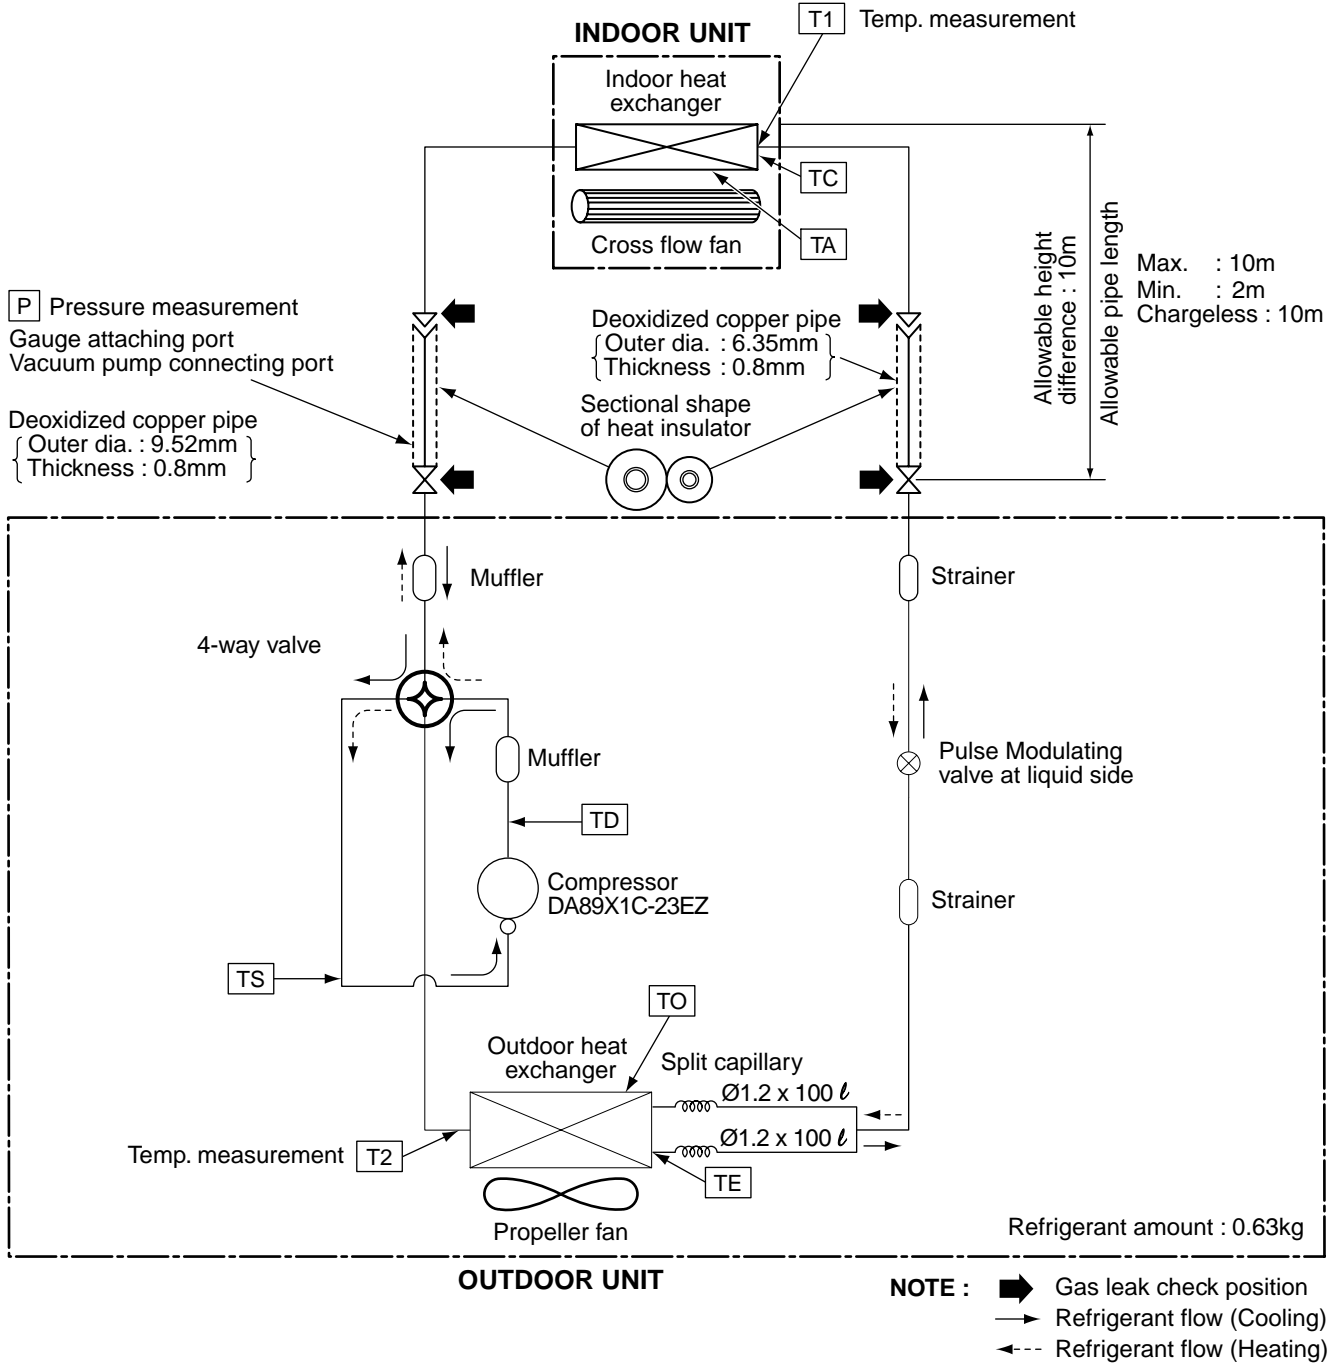 T1 Temp. measurement
INDOOR UNIT
Indoor heat
exchanger
TC
Cross flow fan
TA
Allowable height
difference : 10m
Allowable pipe length
Max. : 10m
Min. : 2m
Chargeless : 10m
P Pressure measurement
Gauge attaching port
Vacuum pump connecting port
Deoxidized copper pipe
Outer dia. : 9.52mm
Thickness : 0.8mm
Deoxidized copper pipe
Outer dia. : 6.35mm
Thickness : 0.8mm
Sectional shape
of heat insulator
Muffler
Strainer
4-way valve
Muffler
Pulse Modulating
valve at liquid side
TD
Compressor
DA89X1C-23EZ
Strainer
TS
TO
Outdoor heat
exchanger
Split capillary
Ø1.2 x 100 ℓ
Ø1.2 x 100 ℓ
Temp. measurement T2
TE
Propeller fan
Refrigerant amount : 0.63kg
OUTDOOR UNIT
NOTE :
Gas leak check position
Refrigerant flow (Cooling)
Refrigerant flow (Heating)